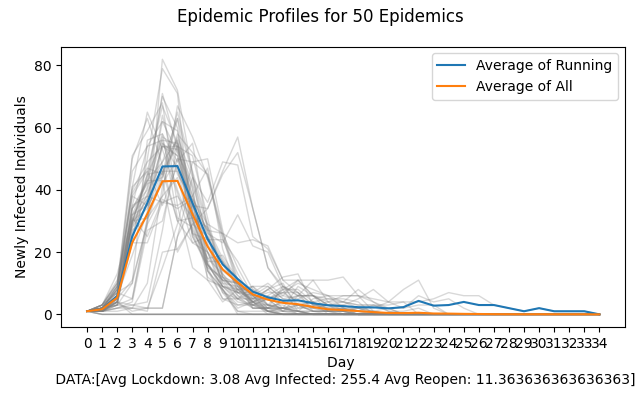 Epidemic Profiles for 50 Epidemics
Newly Infected Individuals
80
60
40
20
0
Average of Running
Average of All
0 1 2 3 4 5 6 7 8 9 10 11 12 13 14 15 16 17 18 19 20 21 22 23 24 25 26 27 28 29 30 31 32 33 34
Day
DATA:[Avg Lockdown: 3.08 Avg Infected: 255.4 Avg Reopen: 11.363636363636363]